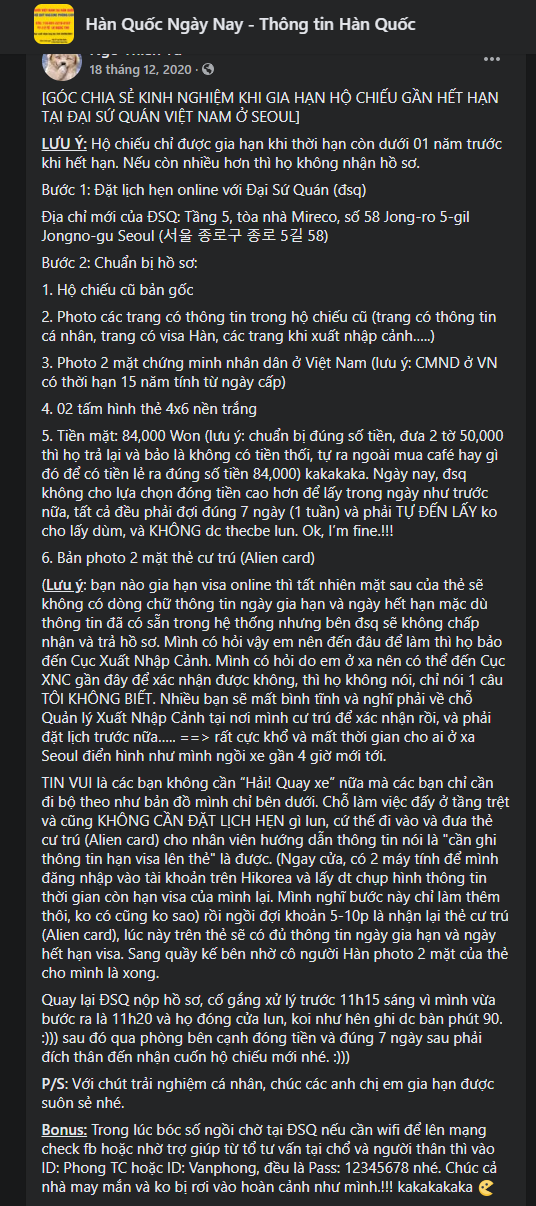 Hàn Quốc Ngày Nay - Thông tin Hàn Quốc
18 tháng 12, 2020
[GÓC CHIA SẺ KINH NGHIỆM KHI GIA HẠN HỘ CHIẾU GẦN HẾT HẠN
TẠI ĐẠI SỨ QUÁN VIỆT NAM Ở SEOUL]
LƯU Ý: Hộ chiếu chỉ được gia hạn khi thời hạn còn dưới 01 năm trước
khi hết hạn. Nếu còn nhiều hơn thì họ không nhận hồ sơ.
Bước 1: Đặt lịch hẹn online với Đại Sứ Quán (đsq)
Địa chỉ mới của ĐSQ: Tầng 5, tòa nhà Mireco, số 58 Jong-ro 5-gil
Jongno-gu Seoul (서울 종로구 종로 5길 58)
Bước 2: Chuẩn bị hồ sơ:
1. Hộ chiếu cũ bản gốc
2. Photo các trang có thông tin trong hộ chiếu cũ (trang có thông tin
cá nhân, trang có visa Hàn, các trang khi xuất nhập cảnh.....)
3. Photo 2 mặt chứng minh nhân dân ở Việt Nam (lưu ý: CMND ở VN
có thời hạn 15 năm tính từ ngày cấp)
4. 02 tấm hình thẻ 4x6 nền trắng
5. Tiền mặt: 84,000 Won (lưu ý: chuẩn bị đúng số tiền, đưa 2 tờ 50,000
thì họ trả lại và bảo là không có tiền thối, tự ra ngoài mua café hay gì
đó để có tiền lẻ ra đúng số tiền 84,000) kakakaka. Ngày nay, đsq
không cho lựa chọn đóng tiền cao hơn để lấy trong ngày như trước
nữa, tất cả đều phải đợi đúng 7 ngày (1 tuần) và phải TỰ ĐẾN LẤY ko
cho lấy dùm, và KHÔNG dc thecbe lun. Ok, I'm fine.!!!
6. Bản photo 2 mặt thẻ cư trú (Alien card)
(Lưu ý: bạn nào gia hạn visa online thì tất nhiên mặt sau của thẻ sẽ
không có dòng chữ thông tin ngày gia hạn và ngày hết hạn mặc dù
thông tin đã có sẵn trong hệ thống nhưng bên đsq sẽ không chấp
nhận và trả hồ sơ. Mình có hỏi vậy em nên đến đâu để làm thì họ bảo
đến Cục Xuất Nhập Cảnh. Mình có hỏi do em ở xa nên có thể đến Cục
XNC gần đây để xác nhận được không, thì họ không nói, chỉ nói 1 câu
TÔI KHÔNG BIẾT. Nhiều bạn sẽ mất bình tĩnh và nghĩ phải về chỗ
Quản lý Xuất Nhập Cảnh tại nơi mình cư trú để xác nhận rồi, và phải
đặt lịch trước nữa..... ==> rất cực khổ và mất thời gian cho ai ở xa
Seoul điển hình như mình ngồi xe gần 4 giờ mới tới.
TIN VUI là các bạn không cần "Hải! Quay xe" nữa mà các bạn chỉ cần
đi bộ theo như bản đồ mình chỉ bên dưới. Chỗ làm việc đấy ở tầng trệt
và cũng KHÔNG CẦN ĐẶT LỊCH HẸN gì lun, cứ thế đi vào và đưa thẻ
cư trú (Alien card) cho nhân viên hướng dẫn thông tin nói là "cần ghi
thông tin hạn visa lên thẻ" là được. (Ngay cửa, có 2 máy tính để mình
đăng nhập vào tài khoản trên Hikorea và lấy dt chụp hình thông tin
thời gian còn hạn visa của mình lại. Mình nghĩ bước này chỉ làm thêm
thôi, ko có cũng ko sao) rồi ngồi đợi khoản 5-10p là nhận lại thẻ cư trú
(Alien card), lúc này trên thẻ sẽ có đủ thông tin ngày gia hạn và ngày
hết hạn visa. Sang quầy kế bên nhờ cô người Hàn photo 2 mặt của thẻ
cho mình là xong.
Quay lại ĐSQ nộp hồ sơ, cố gắng xử lý trước 11h15 sáng vì mình vừa
bước ra là 11h20 và họ đóng cửa lun, koi như hên ghi dc bàn phút 90.
:))) sau đó qua phòng bên cạnh đóng tiền và đúng 7 ngày sau phải
đích thân đến nhận cuốn hộ chiếu mới nhé. :)))
P/S: Với chút trải nghiệm cá nhân, chúc các anh chị em gia hạn được
suôn sẻ nhé.
Bonus: Trong lúc bóc số ngồi chờ tại ĐSQ nếu cần wifi để lên mạng
check fb hoặc nhờ trợ giúp từ tổ tư vấn tại chổ và người thân thì vào
ID: Phong TC hoặc ID: Vanphong, đều là Pass: 12345678 nhé. Chúc cả
nhà may mắn và ko bị rơi vào hoàn cảnh như mình.!!! kakakakaka